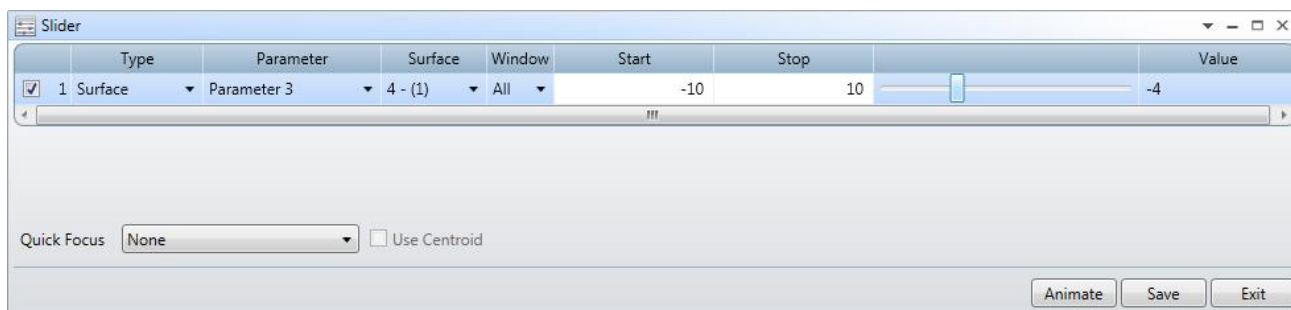 Slider
Type Parameter Surface Window Start Stop Value
1 Surface Parameter 3 4 - (1) All -10 10 -4
Quick Focus None Use Centroid
Animate Save Exit